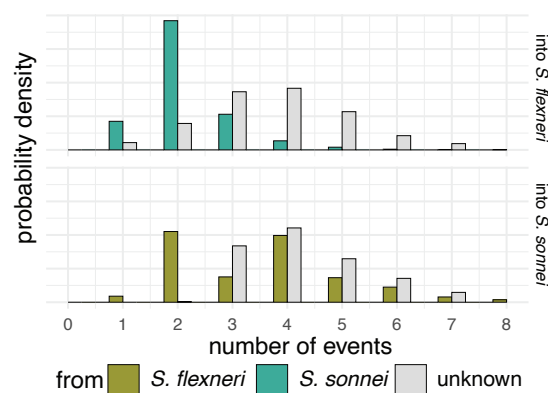 probability density
into S. flexneri
into S. sonnei
0 1 2 3 4 5 6 7 8
number of events
from S. flexneri S. sonnei unknown